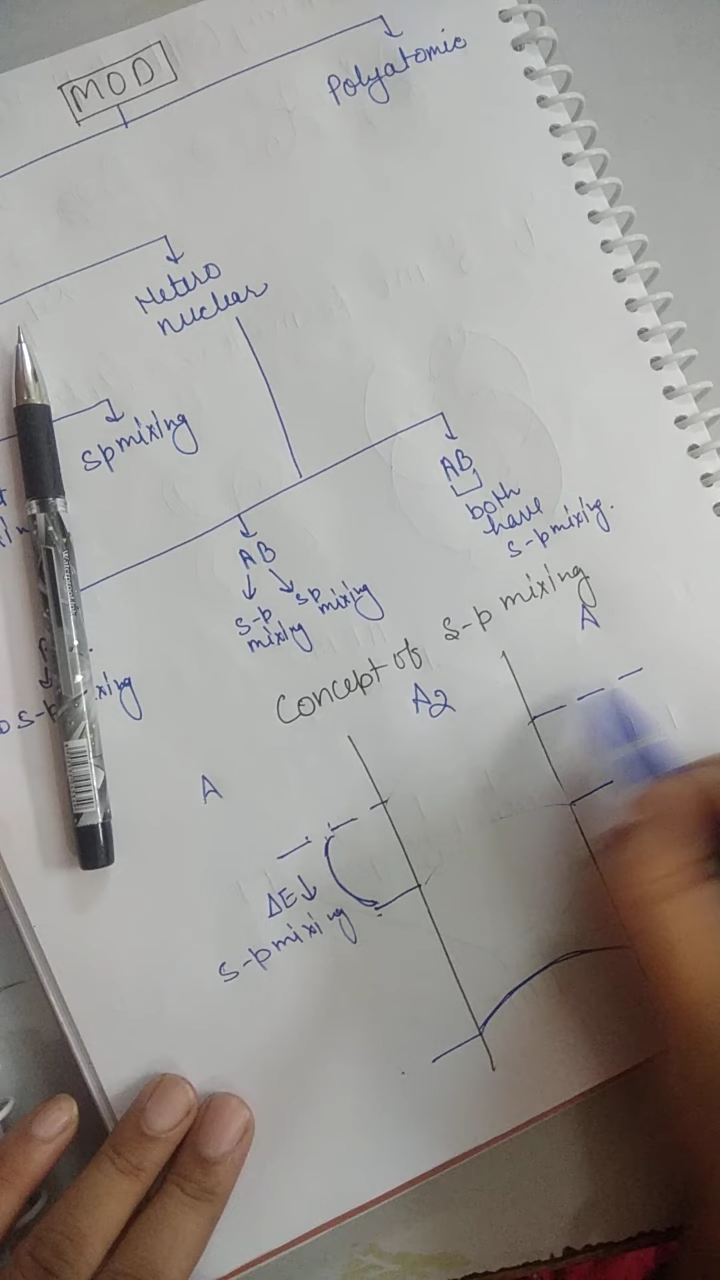 MOD
Polyatomic
Hetero
nuclear
sp mixing
AB
both
have
s-p mixing.
AB
s-p
mixing
sp
mixing
xing
Concept of s-p mixing
A
A2
A
ΔE↓
s-p mixing